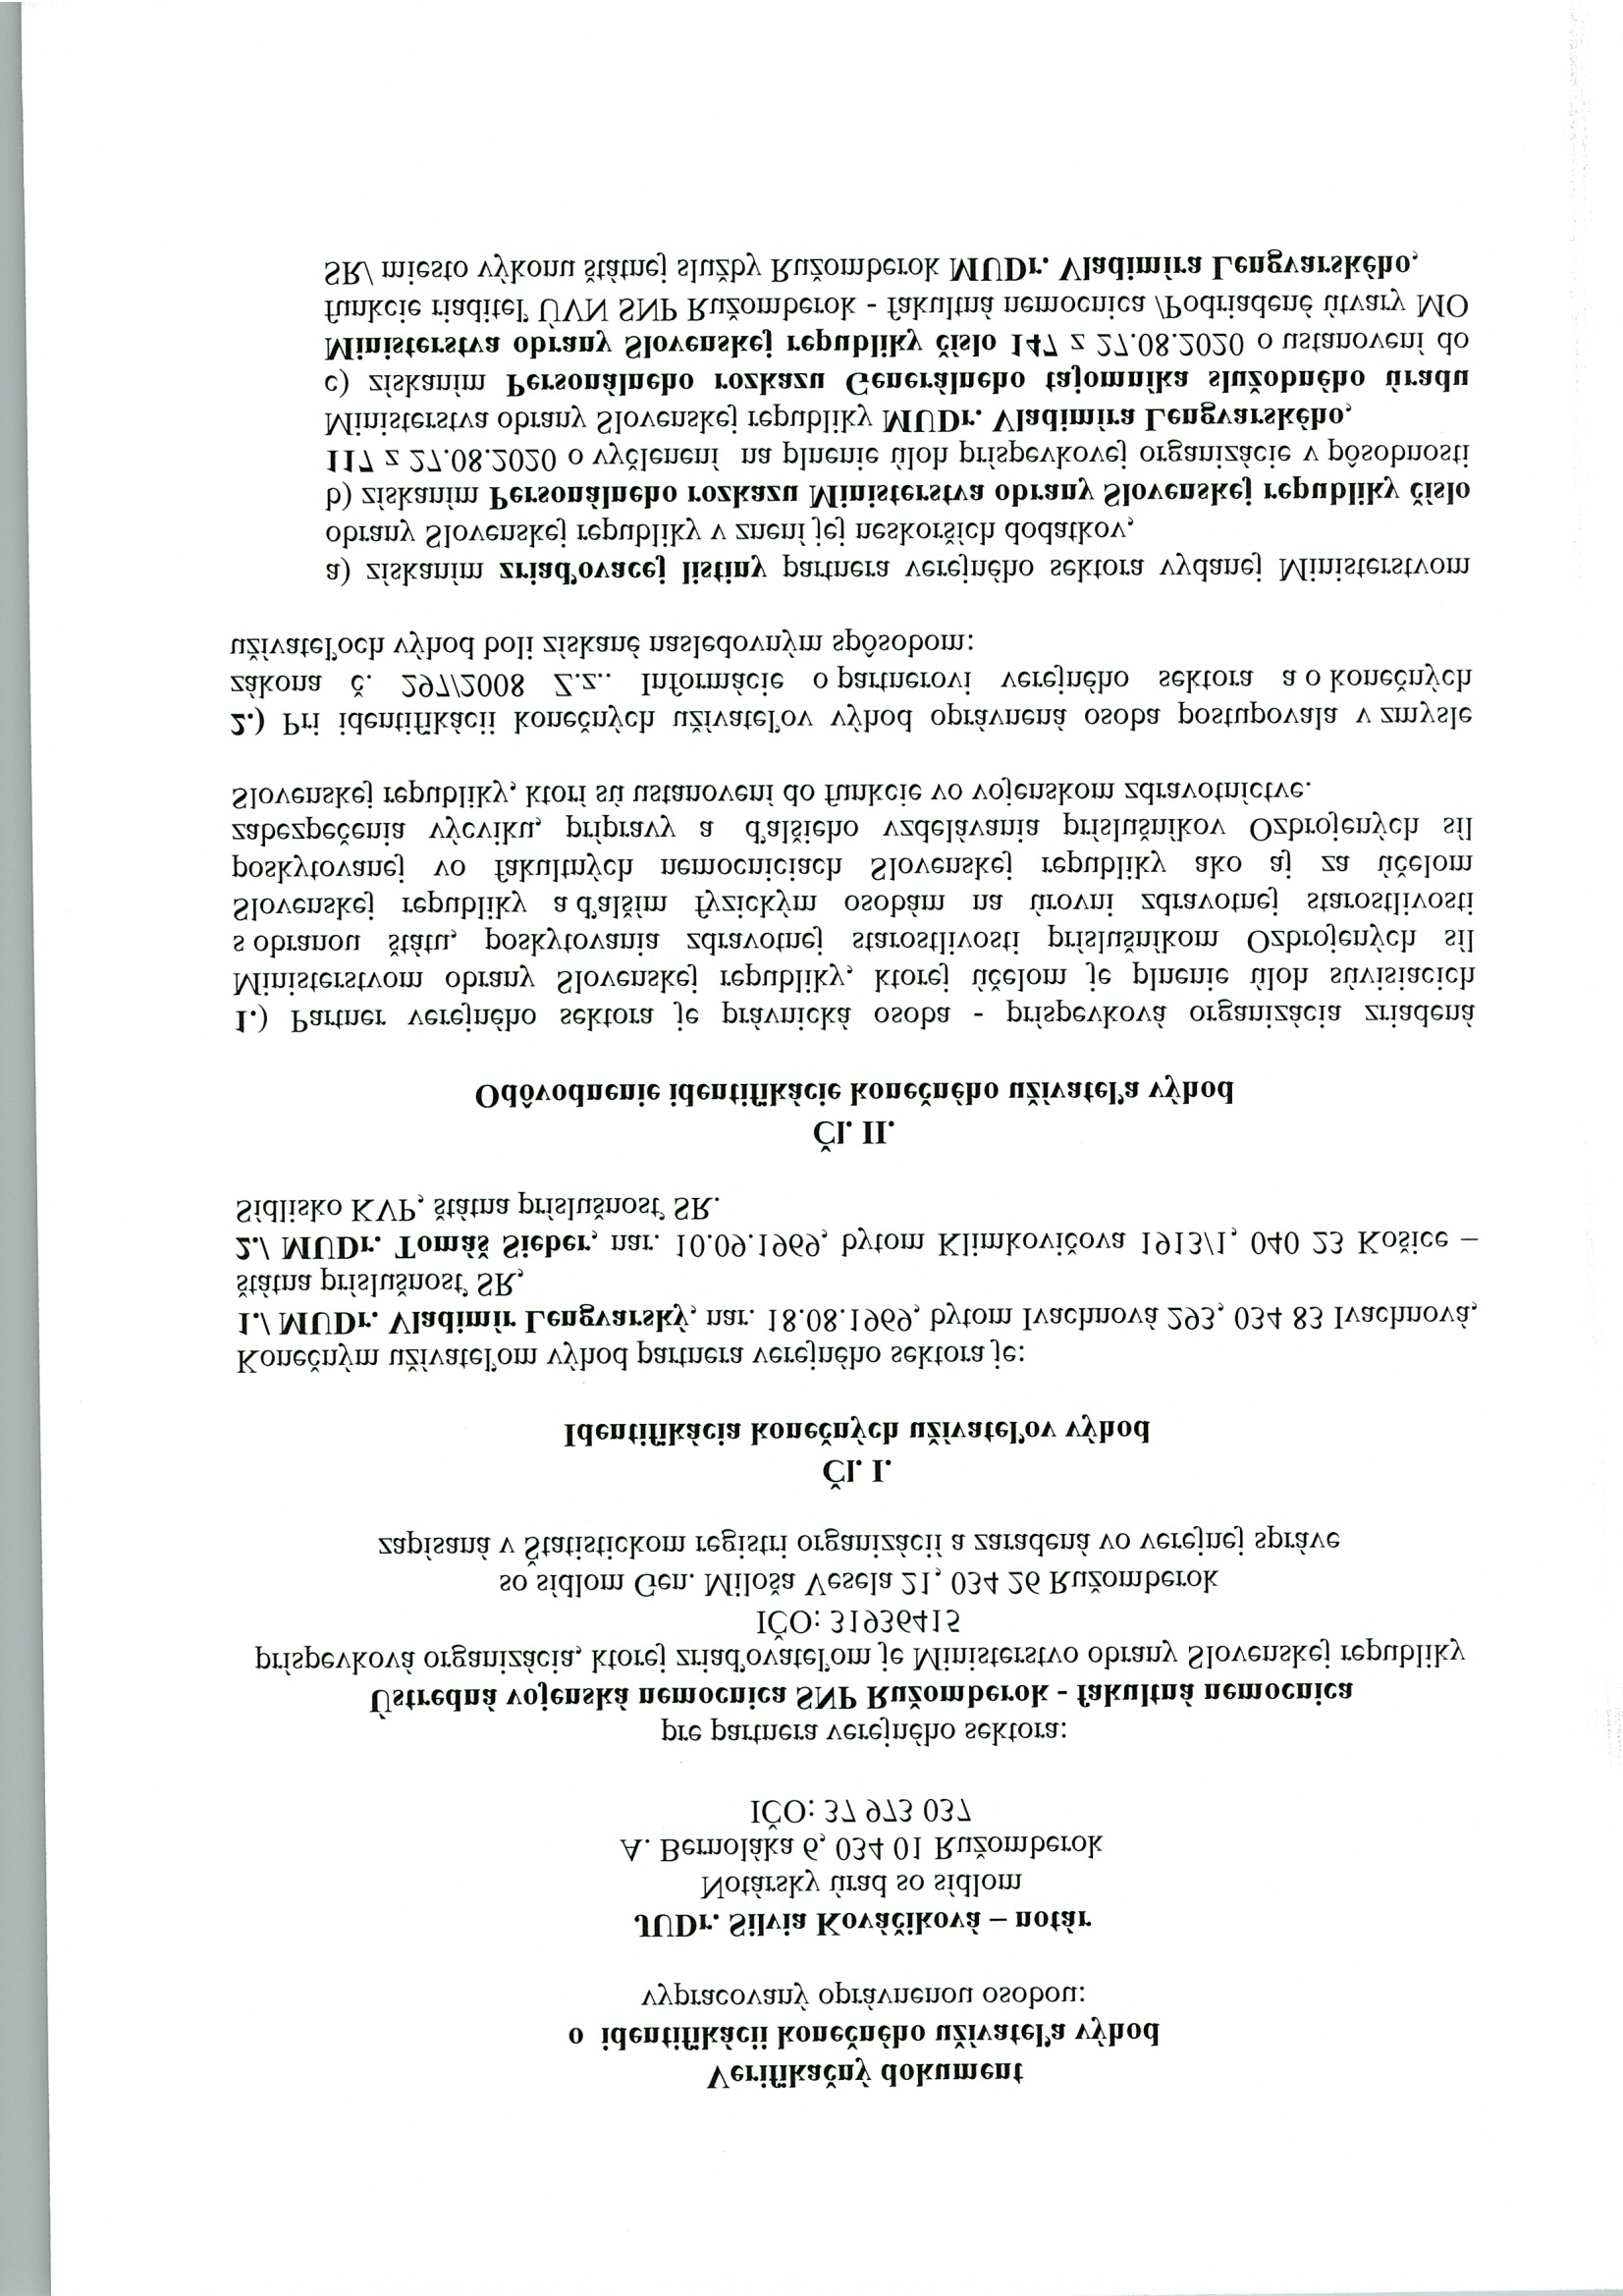 Verifikačný dokument
o identifikácii konečného užívateľa výhod
vypracovaný oprávnenou osobou:
JUDr. Silvia Kováčiková – notár
Notársky úrad so sídlom
A. Bernoláka 6, 034 01 Ružomberok
IČO: 37 973 037
pre partnera verejného sektora:
Ústredná vojenská nemocnica SNP Ružomberok - fakultná nemocnica
príspevková organizácia, ktorej zriaďovateľom je Ministerstvo obrany Slovenskej republiky
IČO: 31936415
so sídlom Gen. Miloša Vesela 21, 034 26 Ružomberok
zapísaná v Štatistickom registri organizácií a zaradená vo verejnej správe
Čl. I.
Identifikácia konečných užívateľov výhod
Konečným užívateľom výhod partnera verejného sektora je:
1./ MUDr. Vladimír Lengvarský, nar. 18.08.1969, bytom Ivachnová 293, 034 83 Ivachnová,
štátna príslušnosť SR,
2./ MUDr. Tomáš Sieber, nar. 10.09.1969, bytom Klimkovičova 1913/1, 040 23 Košice –
Sídlisko KVP, štátna príslušnosť SR.
Čl. II.
Odôvodnenie identifikácie konečného užívateľa výhod
1.) Partner verejného sektora je právnická osoba - príspevková organizácia zriadená
Ministerstvom obrany Slovenskej republiky, ktorej účelom je plnenie úloh súvisiacich
s obranou štátu, poskytovania zdravotnej starostlivosti príslušníkom Ozbrojených síl
Slovenskej republiky a ďalším fyzickým osobám na úrovni zdravotnej starostlivosti
poskytovanej vo fakultných nemocniciach Slovenskej republiky ako aj za účelom
zabezpečenia výcviku, prípravy a ďalšieho vzdelávania príslušníkov Ozbrojených síl
Slovenskej republiky, ktorí sú ustanovení do funkcie vo vojenskom zdravotníctve.
2.) Pri identifikácii konečných užívateľov výhod oprávnená osoba postupovala v zmysle
zákona č. 297/2008 Z.z.. Informácie o partnerovi verejného sektora a o konečných
užívateľoch výhod boli získané nasledovným spôsobom:
a) získaním zriaďovacej listiny partnera verejného sektora vydanej Ministerstvom
obrany Slovenskej republiky v znení jej neskorších dodatkov,
b) získaním Personálneho rozkazu Ministerstva obrany Slovenskej republiky číslo
117 z 27.08.2020 o vyčlenení na plnenie úloh príspevkovej organizácie v pôsobnosti
Ministerstva obrany Slovenskej republiky MUDr. Vladimíra Lengvarského,
c) získaním Personálneho rozkazu Generálneho tajomníka služobného úradu
Ministerstva obrany Slovenskej republiky číslo 147 z 27.08.2020 o ustanovení do
funkcie riaditeľ ÚVN SNP Ružomberok - fakultná nemocnica /Podriadené útvary MO
SR/ miesto výkonu štátnej služby Ružomberok MUDr. Vladimíra Lengvarského,